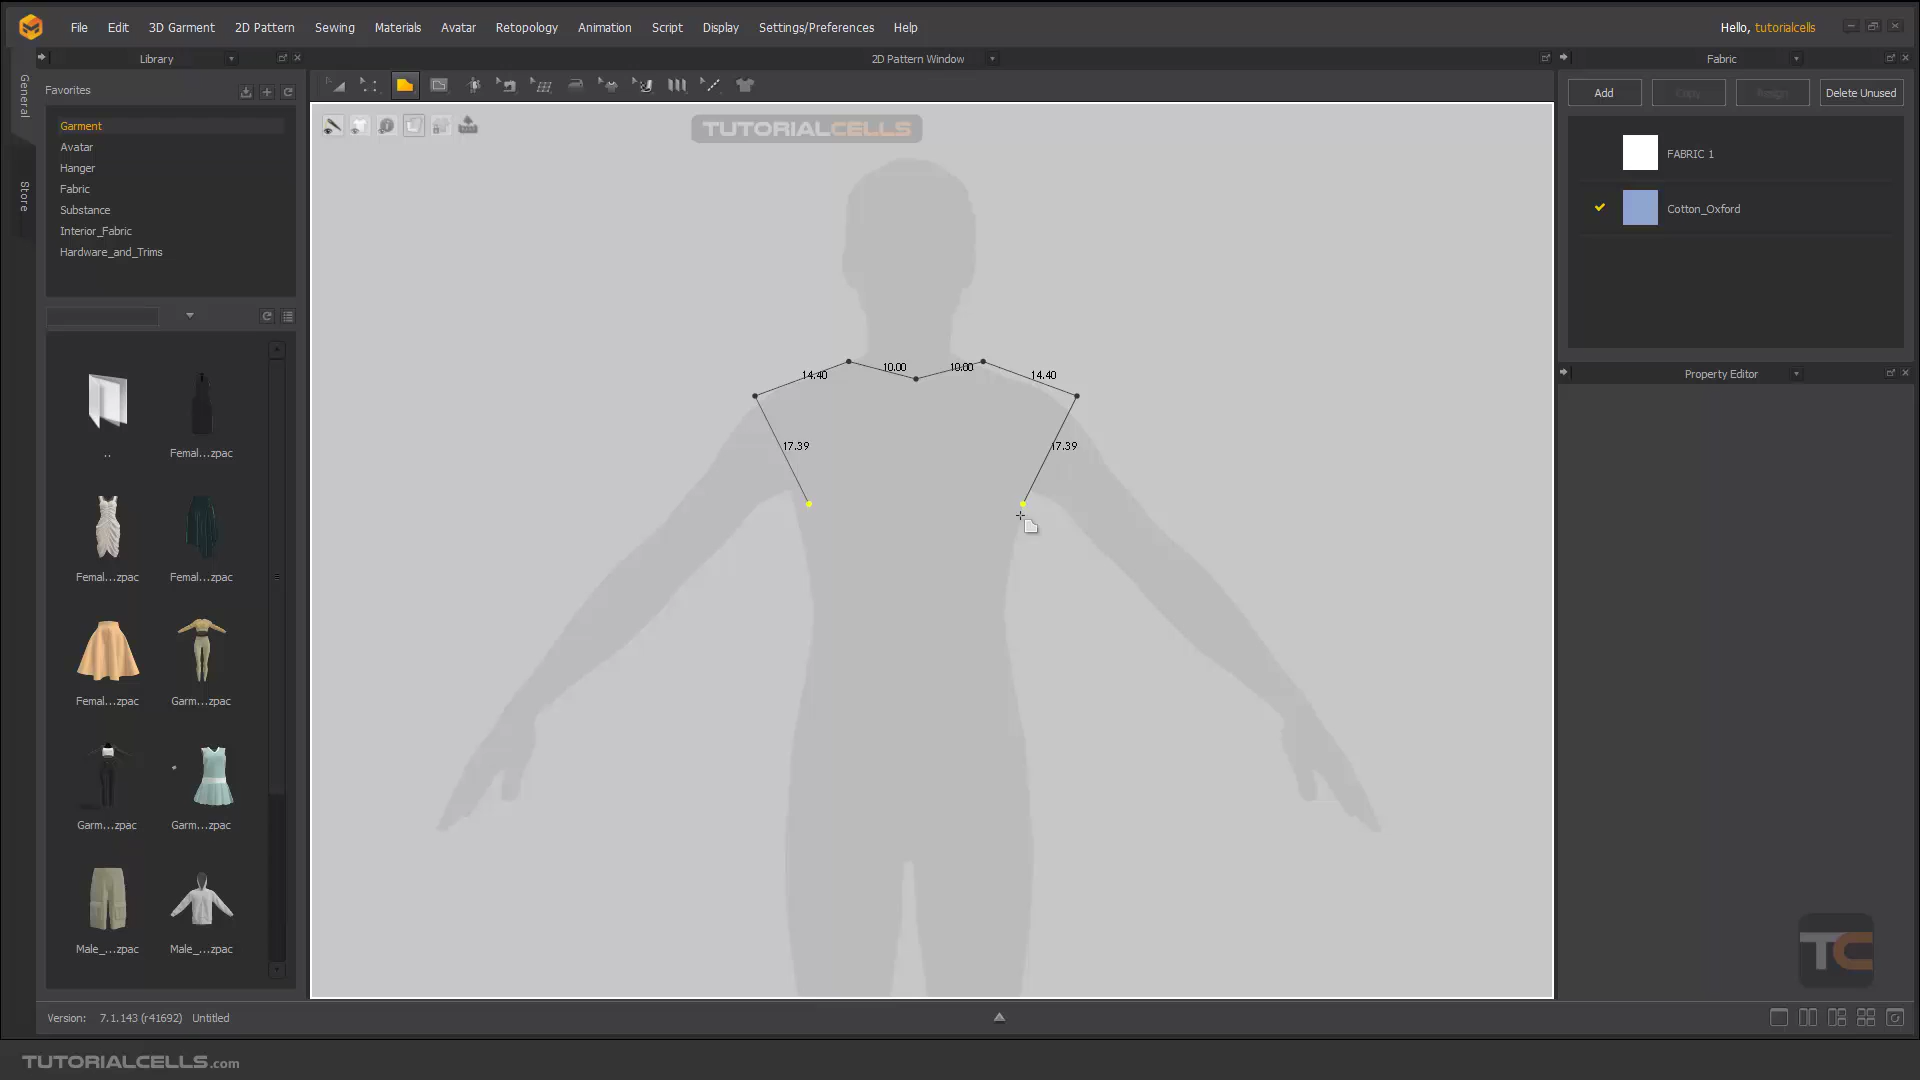 File Edit 3D Garment 2D Pattern Sewing Materials Avatar Retopology Animation Script Display Settings/Preferences Help
Hello, tutorialcells
Library
2D Pattern Window
Fabric
General
Store
Favorites
Garment
Avatar
Hanger
Fabric
Substance
Interior_Fabric
Hardware_and_Trims
..
Femal...zpac
Femal...zpac
Femal...zpac
Femal...zpac
Garm...zpac
Garm...zpac
Garm...zpac
Male_...zpac
Male_...zpac
TUTORIALCELLS
14.40
10.00
10.00
14.40
17.39
17.39
Add
Copy
Assign
Delete Unused
FABRIC 1
Cotton_Oxford
Property Editor
TC
Version: 7.1.143 (r41692) Untitled
TUTORIALCELLS.com